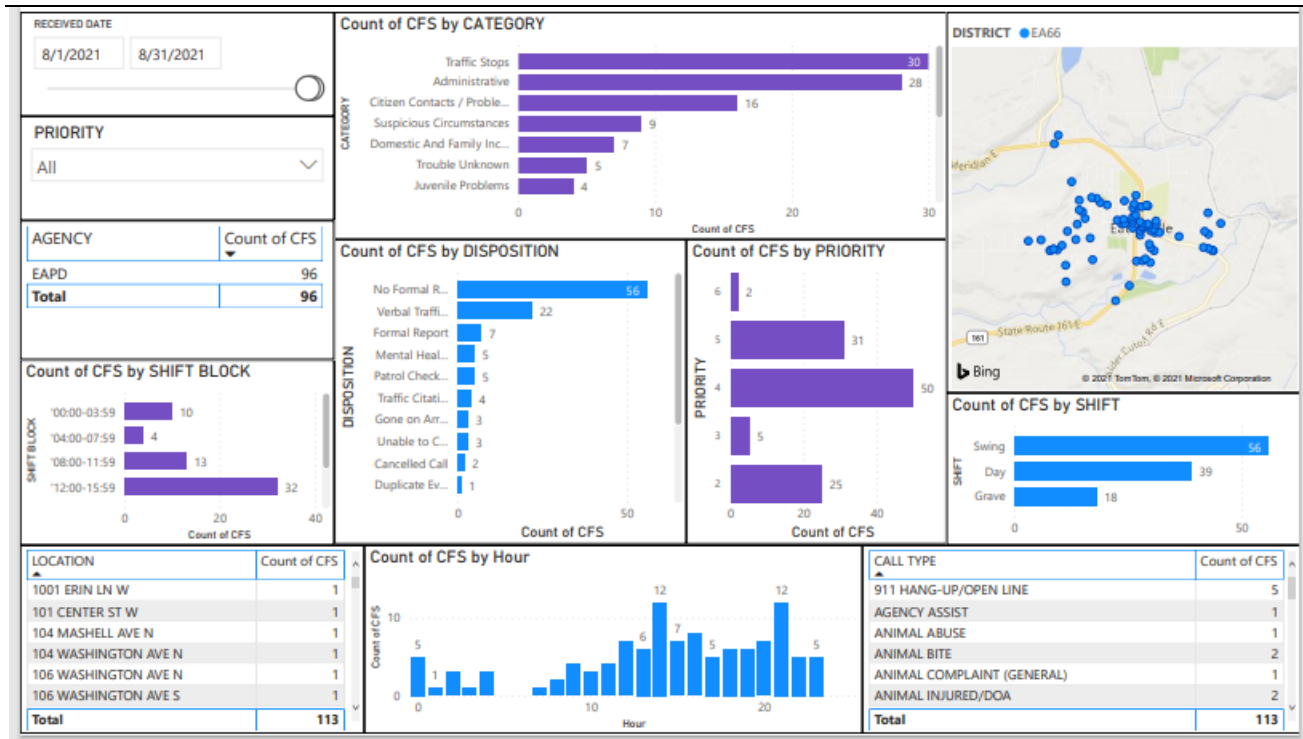 RECEIVED DATE
8/1/2021 8/31/2021
PRIORITY
All
AGENCY Count of CFS
EAPD 96
Total 96
Count of CFS by SHIFT BLOCK
SHIFT BLOCK
'00:00-03:59 10
'04:00-07:59 4
'08:00-11:59 13
'12:00-15:59 32
0 20 40
Count of CFS
Count of CFS by CATEGORY
CATEGORY
Traffic Stops 30
Administrative 28
Citizen Contacts / Proble... 16
Suspicious Circumstances 9
Domestic And Family Inc... 7
Trouble Unknown 5
Juvenile Problems 4
0 10 20 30
Count of CFS
Count of CFS by DISPOSITION
DISPOSITION
No Formal R... 56
Verbal Traffi... 22
Formal Report 7
Mental Heal... 5
Patrol Check... 5
Traffic Citati... 4
Gone on Arr... 3
Unable to C... 3
Cancelled Call 2
Duplicate Ev... 1
0 50
Count of CFS
Count of CFS by PRIORITY
PRIORITY
6 2
5 31
4 50
3 5
2 25
0 20 40
Count of CFS
DISTRICT EA66
State Route 161 E
161
Bing
© 2021 TomTom, © 2021 Microsoft Corporation
Count of CFS by SHIFT
SHIFT
Swing 56
Day 39
Grave 18
0 50
LOCATION Count of CFS
1001 ERIN LN W 1
101 CENTER ST W 1
104 MASHELL AVE N 1
104 WASHINGTON AVE N 1
106 WASHINGTON AVE N 1
106 WASHINGTON AVE S 1
Total 113
Count of CFS by Hour
Count of CFS
10
0
5 1 12 6 7 5 12 5
0 10 20
Hour
CALL TYPE Count of CFS
911 HANG-UP/OPEN LINE 5
AGENCY ASSIST 1
ANIMAL ABUSE 1
ANIMAL BITE 2
ANIMAL COMPLAINT (GENERAL) 1
ANIMAL INJURED/DOA 2
Total 113